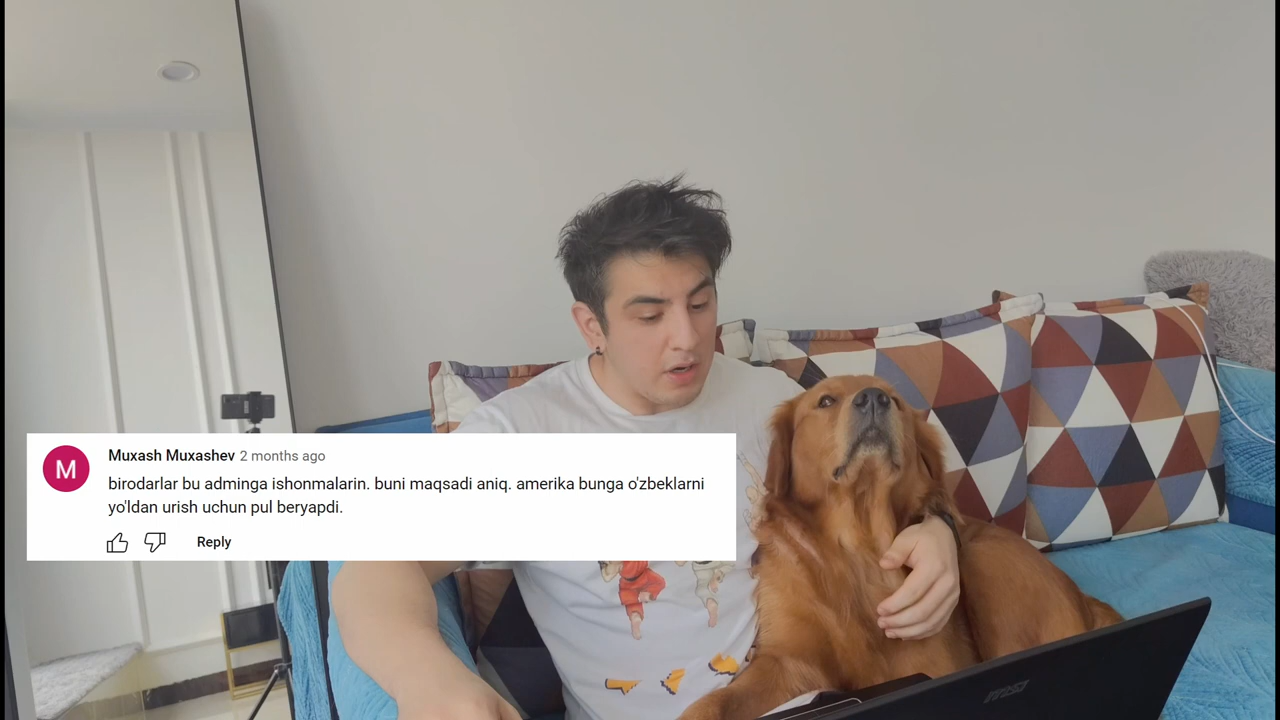 M
Muxash Muxashev 2 months ago
birodarlar bu adminga ishonmalarin. buni maqsadi aniq. amerika bunga o'zbeklarni
yo'ldan urish uchun pul beryapdi.
Reply
msi